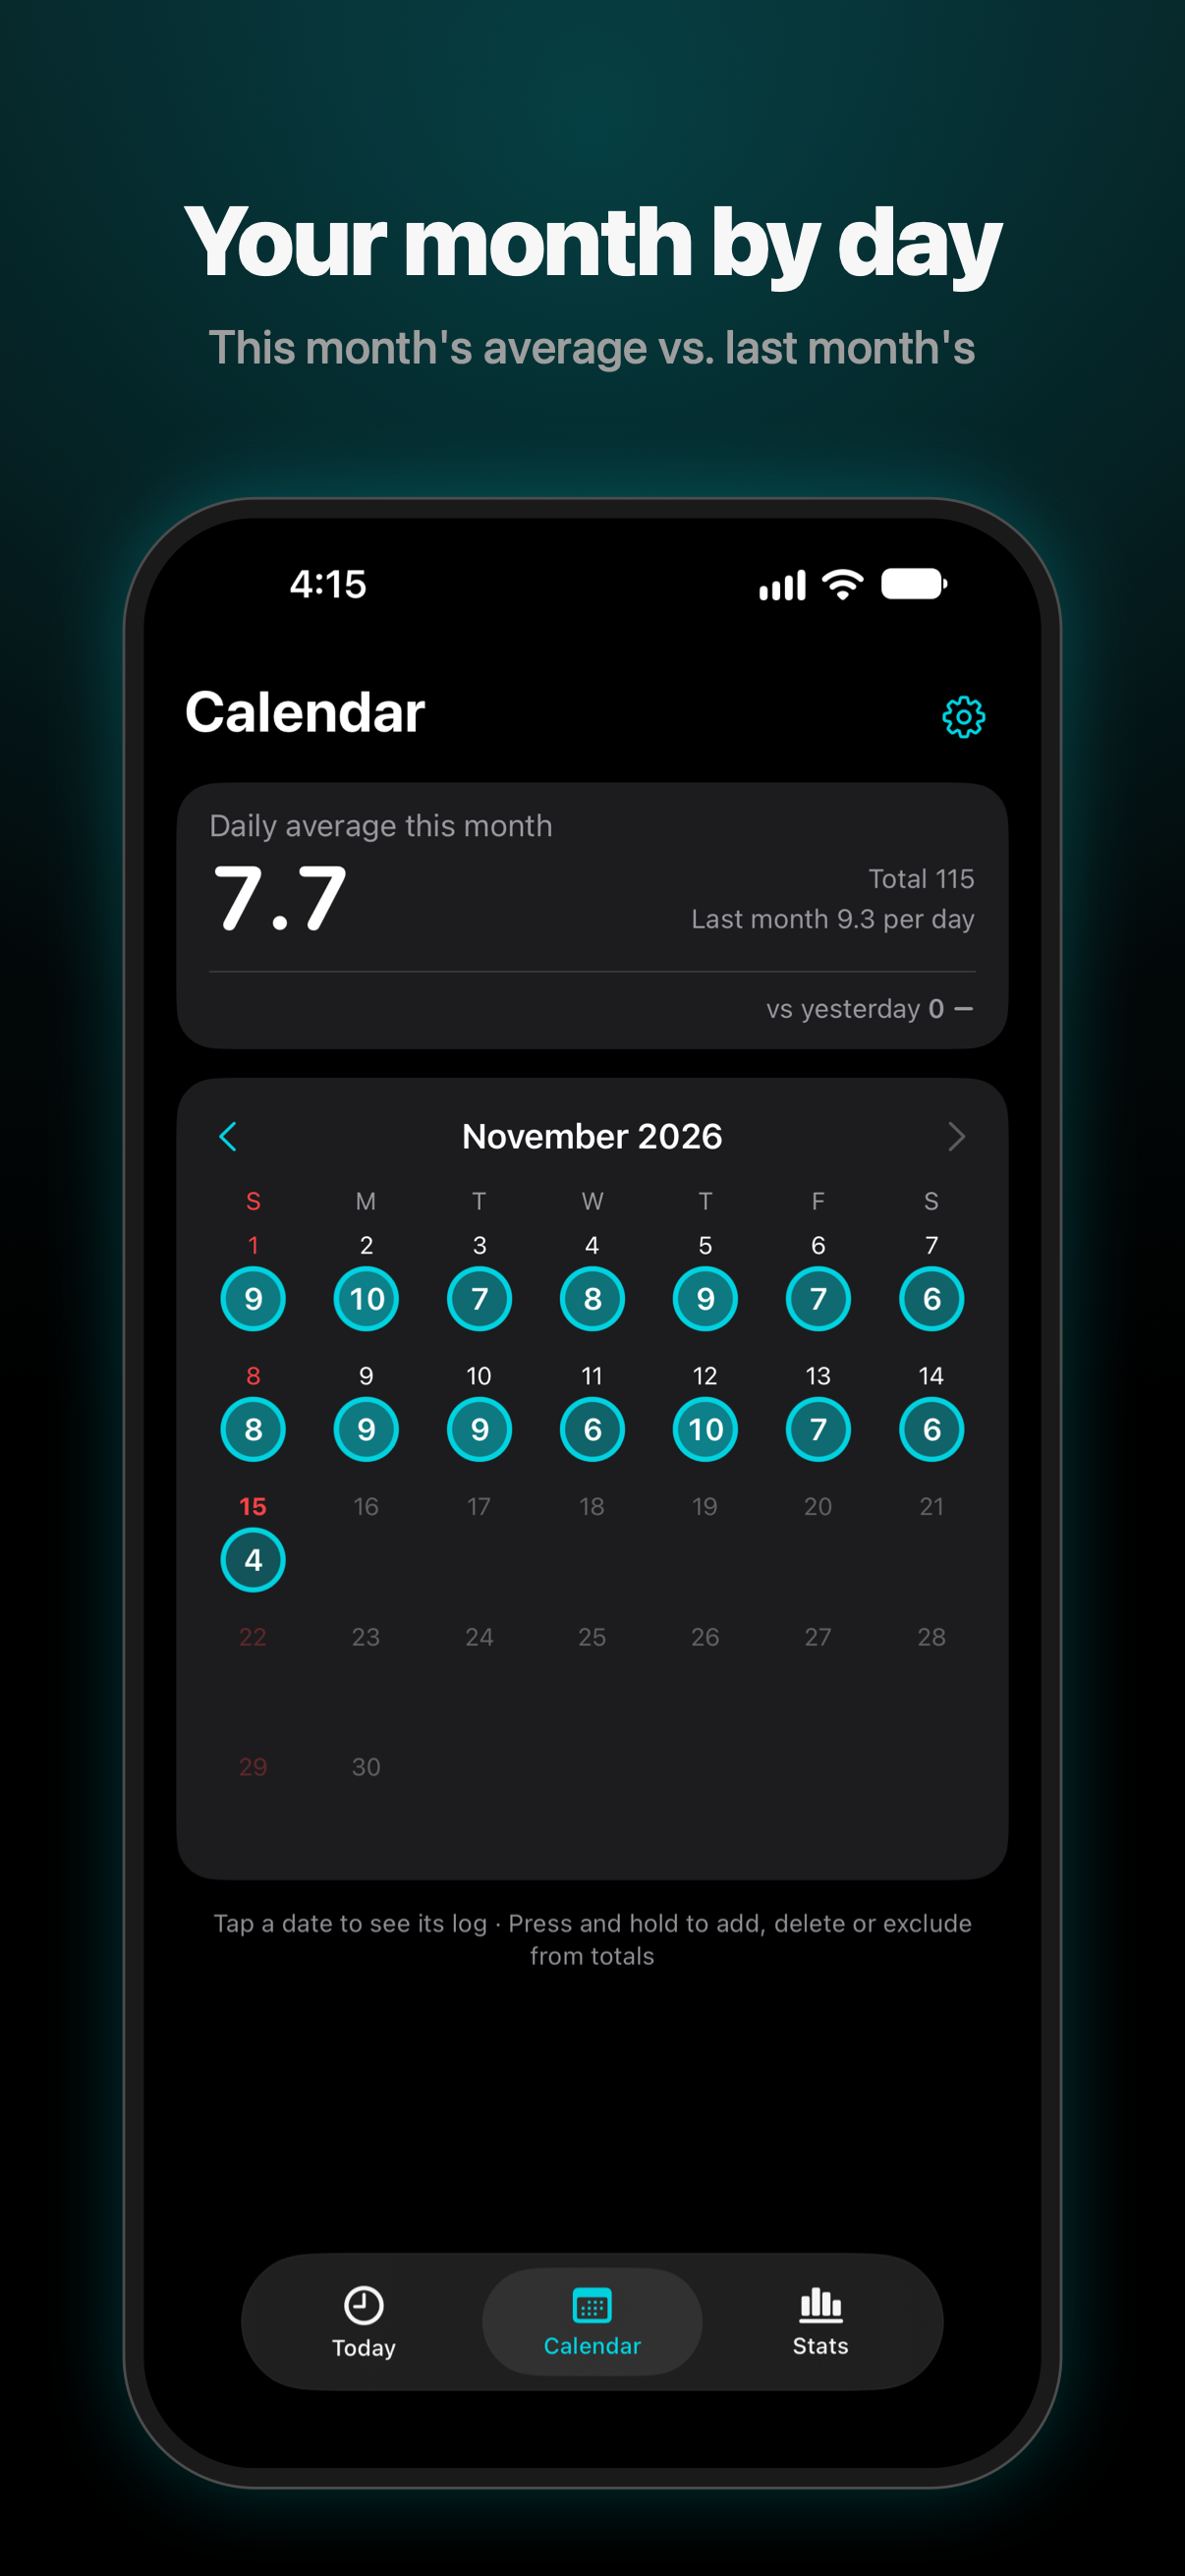 Your month by day
This month's average vs. last month's
4:15
Calendar
Daily average this month
7.7
Total 115
Last month 9.3 per day
vs yesterday 0 –
November 2026
S M T W T F S
1 2 3 4 5 6 7
9 10 7 8 9 7 6
8 9 10 11 12 13 14
8 9 9 6 10 7 6
15 16 17 18 19 20 21
4
22 23 24 25 26 27 28
29 30
Tap a date to see its log · Press and hold to add, delete or exclude
from totals
Today Calendar Stats